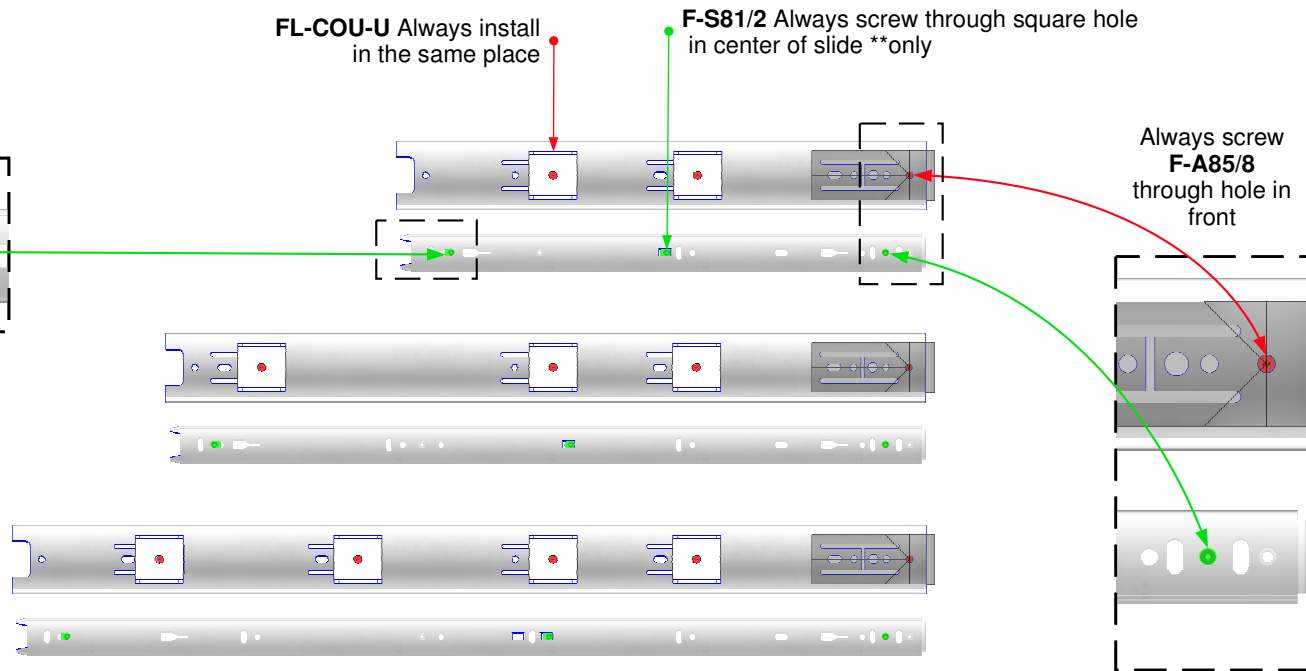 FL-COU-U Always install
in the same place
F-S81/2 Always screw through square hole
in center of slide **only
Always screw
F-A85/8
through hole in
front